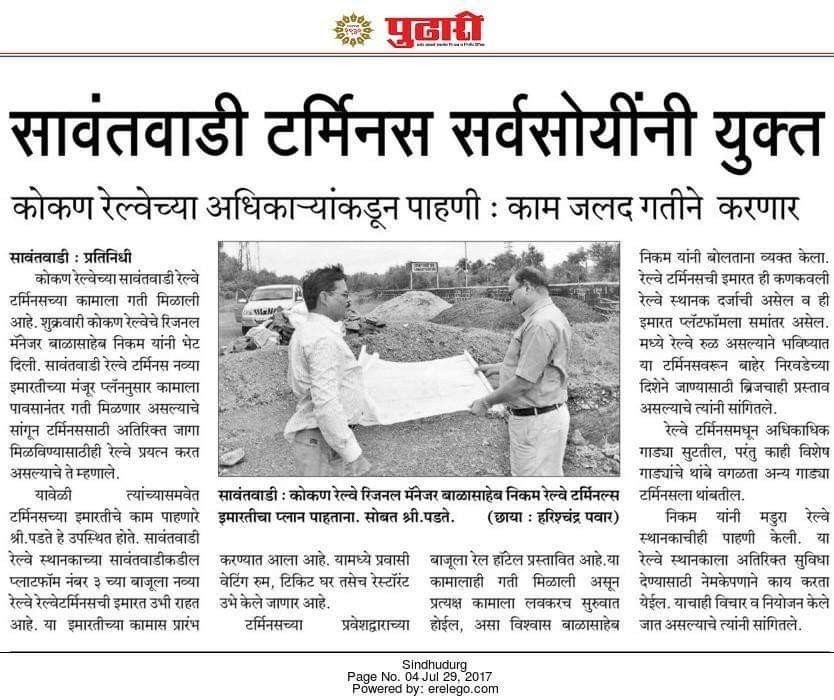 पुढारी
सावंतवाडी टर्मिनस सर्वसोयींनी युक्त
कोकण रेल्वेच्या अधिकाऱ्यांकडून पाहणी : काम जलद गतीने करणार
सावंतवाडी : प्रतिनिधी
कोकण रेल्वेच्या सावंतवाडी रेल्वे
टर्मिनसच्या कामाला गती मिळाली
आहे. शुक्रवारी कोकण रेल्वेचे रिजनल
मॅनेजर बाळासाहेब निकम यांनी भेट
दिली. सावंतवाडी रेल्वे टर्मिनस नव्या
इमारतीच्या मंजूर प्लॅननुसार कामाला
पावसानंतर गती मिळणार असल्याचे
सांगून टर्मिनससाठी अतिरिक्त जागा
मिळविण्यासाठीही रेल्वे प्रयत्न करत
असल्याचे ते म्हणाले.
यावेळी त्यांच्यासमवेत
टर्मिनसच्या इमारतीचे काम पाहणारे
श्री.पडते हे उपस्थित होते. सावंतवाडी
रेल्वे स्थानकाच्या सावंतवाडीकडील
प्लाटफॉम नंबर ३ च्या बाजूला नव्या
रेल्वे रेल्वेटर्मिनसची इमारत उभी राहत
आहे. या इमारतीच्या कामास प्रारंभ
सावंतवाडी : कोकण रेल्वे रिजनल मॅनेजर बाळासाहेब निकम रेल्वे टर्मिनल्स
इमारतीचा प्लान पाहताना. सोबत श्री.पडते. (छाया : हरिश्चंद्र पवार)
करण्यात आला आहे. यामध्ये प्रवासी
वेटिंग रुम, टिकिट घर तसेच रेस्टॉरंट
उभे केले जाणार आहे.
टर्मिनसच्या प्रवेशद्वाराच्या
बाजूला रेल हॉटेल प्रस्तावित आहे.या
कामालाही गती मिळाली असून
प्रत्यक्ष कामाला लवकरच सुरुवात
होईल, असा विश्वास बाळासाहेब
निकम यांनी बोलताना व्यक्त केला.
रेल्वे टर्मिनसची इमारत ही कणकवली
रेल्वे स्थानक दर्जाची असेल व ही
इमारत प्लॅटफॉमला समांतर असेल.
मध्ये रेल्वे रुळ असल्याने भविष्यात
या टर्मिनसवरून बाहेर निरवडेच्या
दिशेने जाण्यासाठी ब्रिजचाही प्रस्ताव
असल्याचे त्यांनी सांगितले.
रेल्वे टर्मिनसमधून अधिकाधिक
गाड्या सुटतील, परंतु काही विशेष
गाड्यांचे थांबे वगळता अन्य गाड्या
टर्मिनसला थांबतील.
निकम यांनी मडुरा रेल्वे
स्थानकाचीही पाहणी केली. या
रेल्वे स्थानकाला अतिरिक्त सुविधा
देण्यासाठी नेमकेपणाने काय करता
येईल. याचाही विचार व नियोजन केले
जात असल्याचे त्यांनी सांगितले.
Sindhudurg
Page No. 04 Jul 29, 2017
Powered by: erelego.com